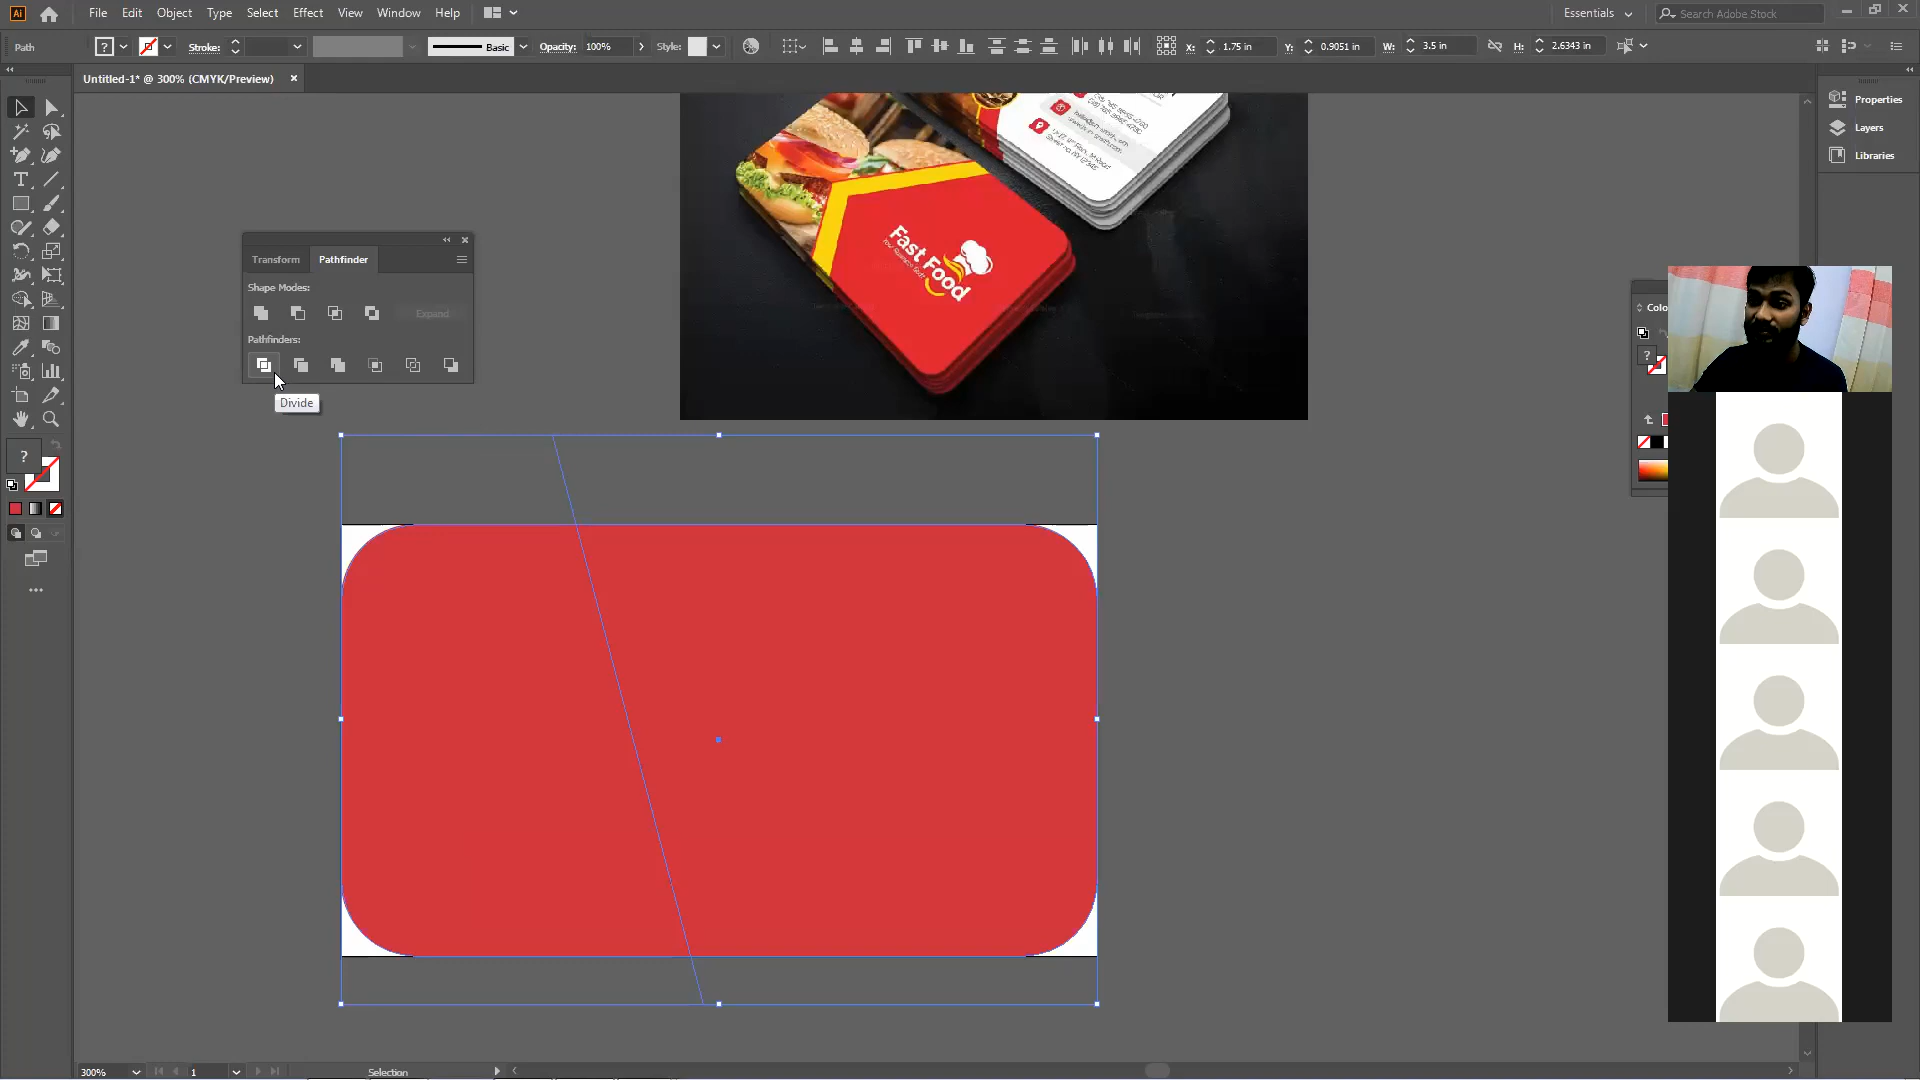 Ai File Edit Object Type Select Effect View Window Help Essentials Search Adobe Stock
Path ? Stroke: Basic Opacity: 100% Style: X: 1.75 in Y: 0.9051 in W: 3.5 in H: 2.6343 in
Untitled-1* @ 300% (CMYK/Preview) ×
Properties
Layers
Libraries
Transform Pathfinder
Shape Modes:
Expand
Pathfinders:
Divide
Fast Food
Colo
?
?
300% 1 Selection